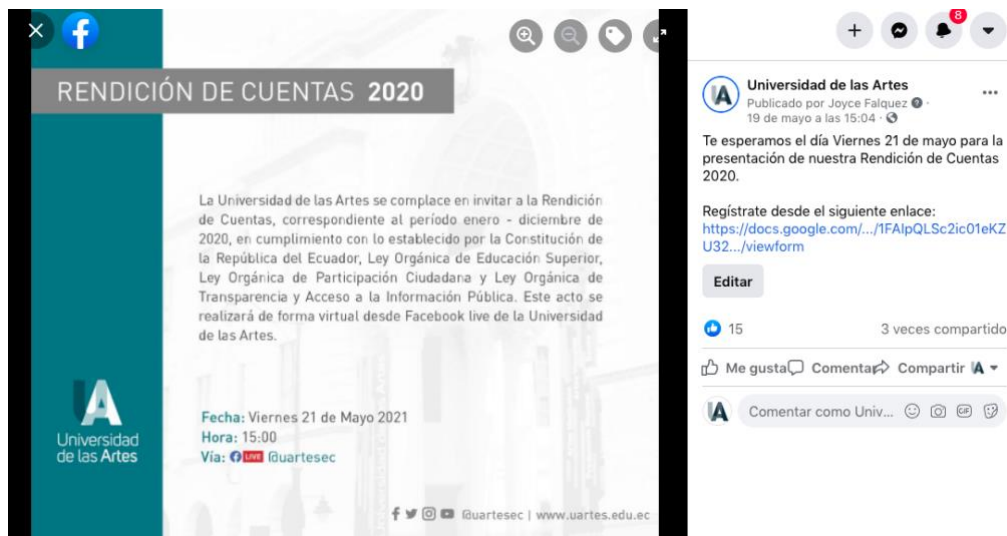 RENDICIÓN DE CUENTAS 2020
La Universidad de las Artes se complace en invitar a la Rendición
de Cuentas, correspondiente al período enero - diciembre de
2020, en cumplimiento con lo establecido por la Constitución de
la República del Ecuador, Ley Orgánica de Educación Superior,
Ley Orgánica de Participación Ciudadana y Ley Orgánica de
Transparencia y Acceso a la Información Pública. Este acto se
realizará de forma virtual desde Facebook live de la Universidad
de las Artes.
Fecha: Viernes 21 de Mayo 2021
Hora: 15:00
Vía: LIVE @uartesec
UA
Universidad
de las Artes
@uartesec | www.uartes.edu.ec
8
Universidad de las Artes
Publicado por Joyce Falquez ·
19 de mayo a las 15:04 ·
Te esperamos el día Viernes 21 de mayo para la
presentación de nuestra Rendición de Cuentas
2020.
Regístrate desde el siguiente enlace:
https://docs.google.com/.../1FAIpQLSc2ic01eKZ
U32.../viewform
Editar
15 3 veces compartido
Me gusta Comentar Compartir
Comentar como Univ... GIF